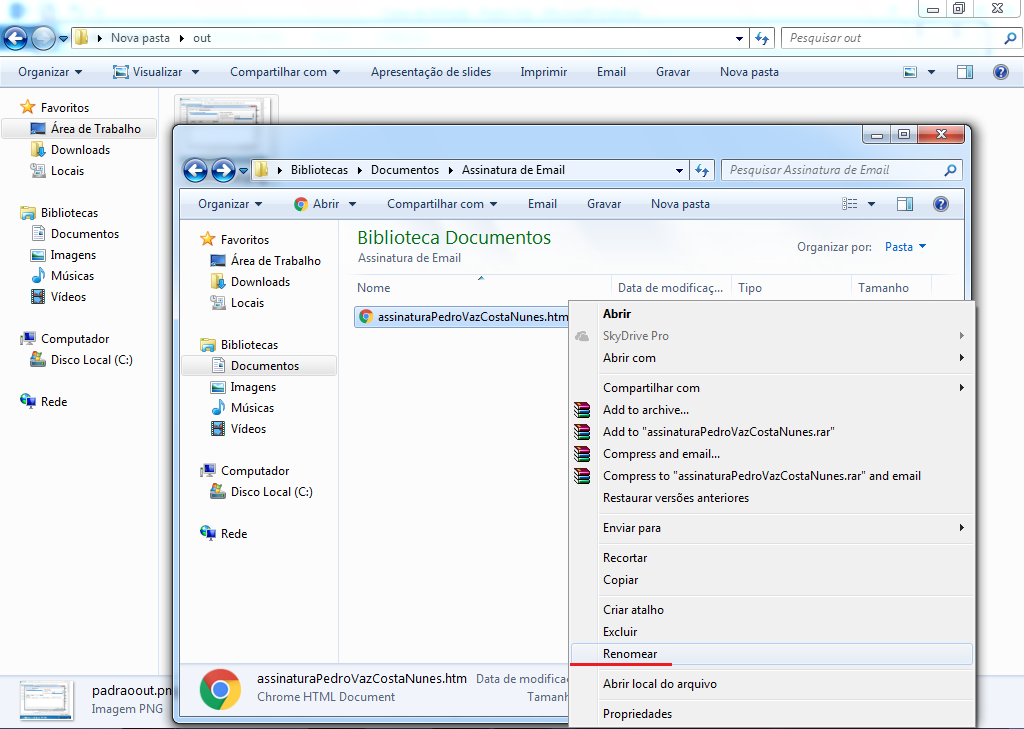 Nova pasta out
Pesquisar out
Organizar Visualizar Compartilhar com Apresentação de slides Imprimir Email Gravar Nova pasta
Favoritos
Área de Trabalho
Downloads
Locais
Bibliotecas
Documentos
Imagens
Músicas
Vídeos
Computador
Disco Local (C:)
Rede
Bibliotecas Documentos Assinatura de Email
Pesquisar Assinatura de Email
Organizar Abrir Compartilhar com Email Gravar Nova pasta
Favoritos
Área de Trabalho
Downloads
Locais
Bibliotecas
Documentos
Imagens
Músicas
Vídeos
Computador
Disco Local (C:)
Rede
Biblioteca Documentos
Assinatura de Email
Organizar por: Pasta
Nome Data de modificaç... Tipo Tamanho
assinaturaPedroVazCostaNunes.htm
Abrir
SkyDrive Pro
Abrir com
Compartilhar com
Add to archive...
Add to "assinaturaPedroVazCostaNunes.rar"
Compress and email...
Compress to "assinaturaPedroVazCostaNunes.rar" and email
Restaurar versões anteriores
Enviar para
Recortar
Copiar
Criar atalho
Excluir
Renomear
Abrir local do arquivo
Propriedades
assinaturaPedroVazCostaNunes.htm Data de modifica
Chrome HTML Document Tamanh
padraoout.pn
Imagem PNG